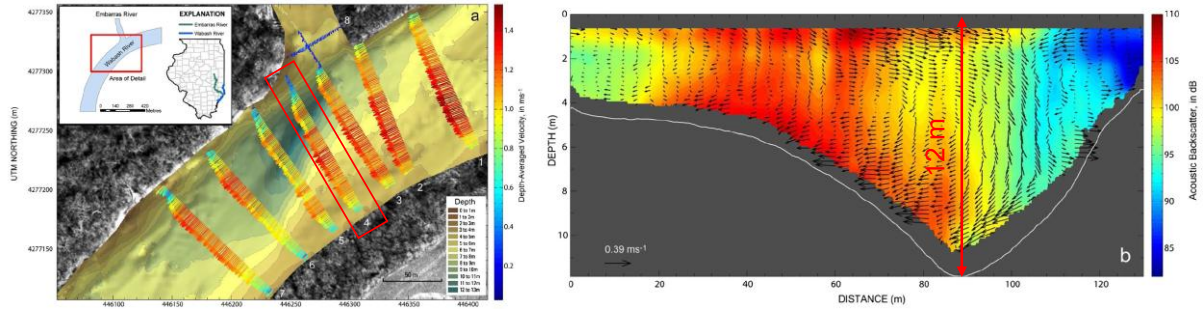 a
EXPLANATION
Embarras River
Wabash River
Embarras River
Wabash River
Area of Detail
0 140 280 420
Metres
8
1
2
3
4
5
6
UTM NORTHING (m)
4277300
4277250
4277200
4277150
4277150
446100
446150
446200
446250
446300
446350
446400
50 m
Depth
0 to 1m
1 to 2m
2 to 3m
3 to 4m
4 to 5m
5 to 6m
6 to 7m
7 to 8m
8 to 9m
9 to 10m
10 to 11m
11 to 12m
12 to 13m
1.4
1.2
1.0
0.8
0.6
0.4
0.2
Depth-Averaged Velocity, in ms⁻¹
DEPTH (m)
0
2
4
6
8
10
12 m
0.39 ms⁻¹
b
0 20 40 60 80 100 120
DISTANCE (m)
110
105
100
95
90
85
Acoustic Backscatter, in dB